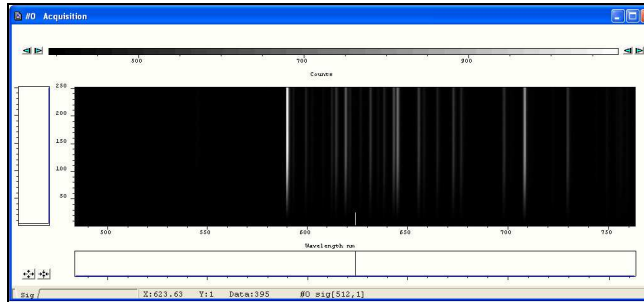 #0 Acquisition
500 700 900
Counts
250
200
150
100
50
500 550 600 650 700 750
Wavelength nm
Sig X:623.63 Y:1 Data:395 #0 sig[512,1]